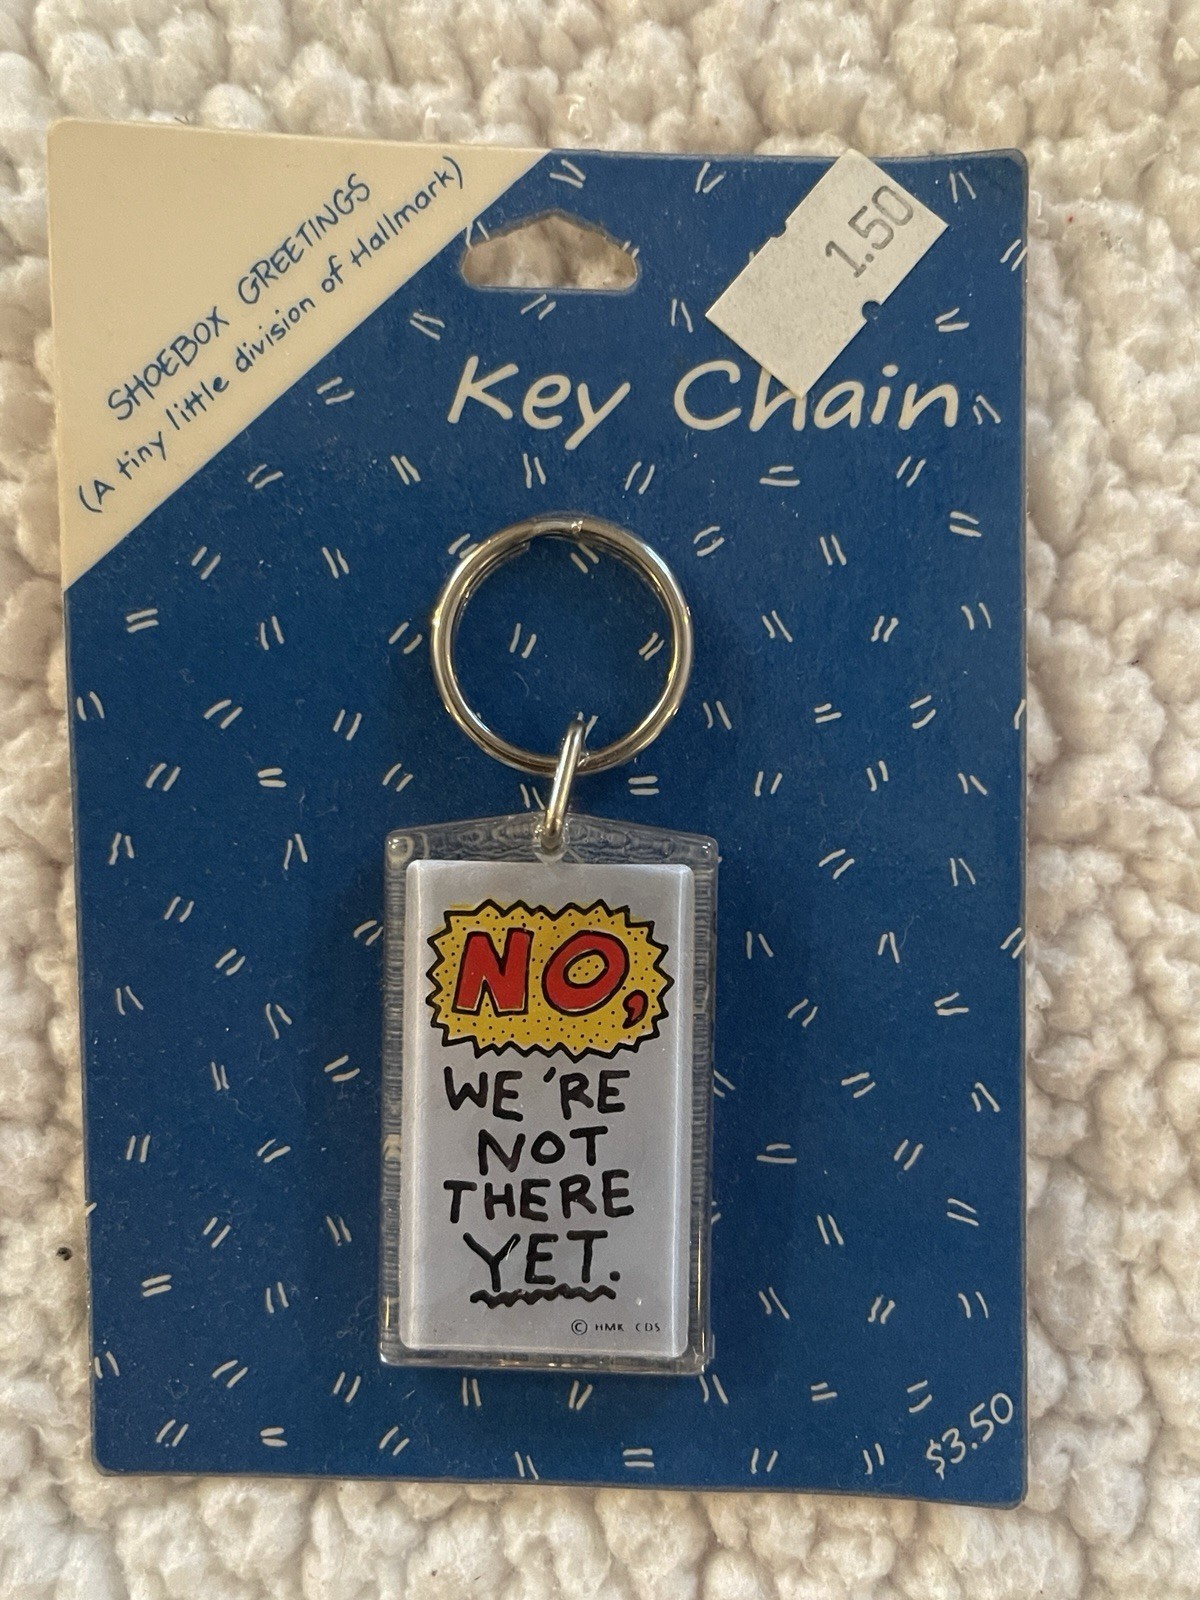 SHOEBOX GREETINGS
(A tiny little division of Hallmark)
1.50
Key Chain
NO,
WE'RE
NOT
THERE
YET.
© HMK CDS
$3.50